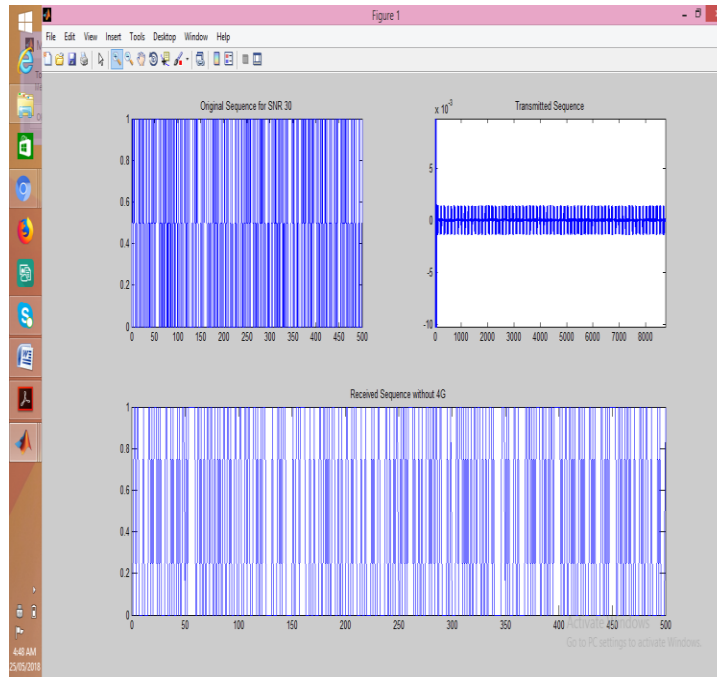 Figure 1
File Edit View Insert Tools Desktop Window Help
Original Sequence for SNR 30
1
0.8
0.6
0.4
0.2
0
0 50 100 150 200 250 300 350 400 450 500
Transmitted Sequence
x 10^-3
5
0
-5
-10
0 1000 2000 3000 4000 5000 6000 7000 8000
Received Sequence without 4G
1
0.8
0.6
0.4
0.2
0
0 50 100 150 200 250 300 350 400 450 500
Activate Windows
Go to PC settings to activate Windows.
4:48 AM
25/05/2018